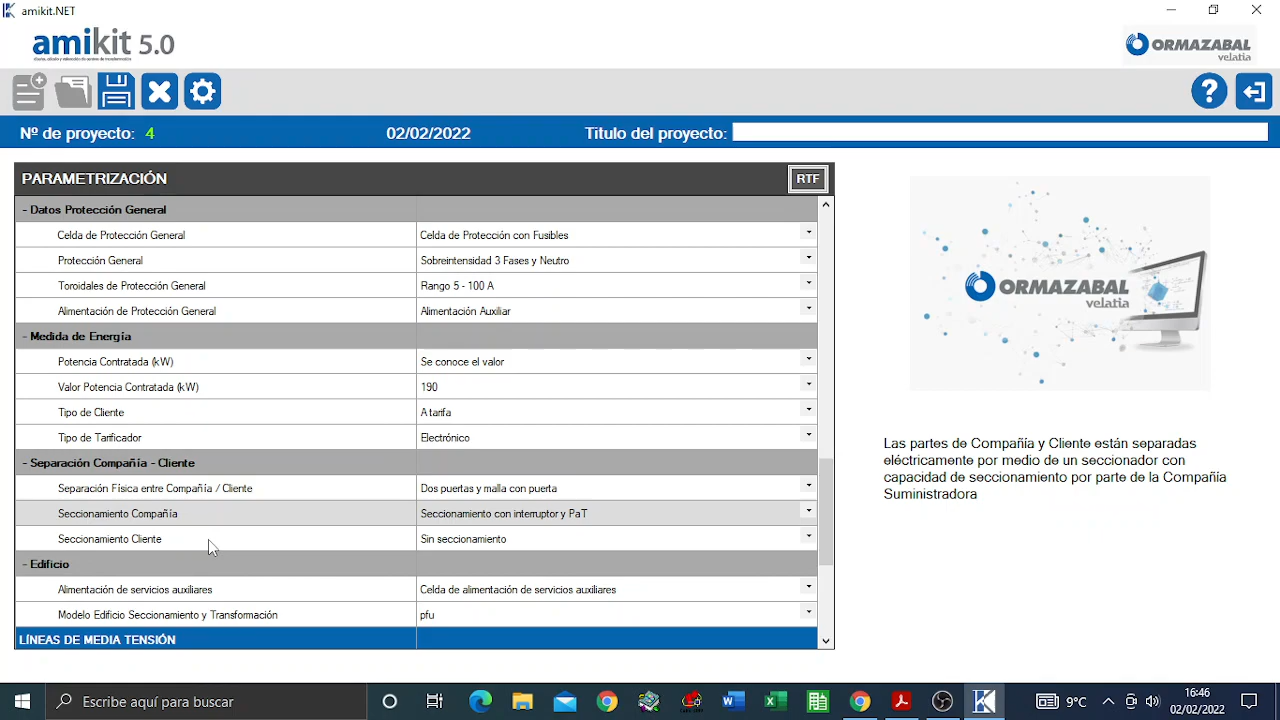 amikit.NET
amikit 5.0
ORMAZABAL
velatia
Nº de proyecto: 4
02/02/2022
Titulo del proyecto:
PARAMETRIZACIÓN
RTF
- Datos Protección General
Celda de Protección General
Celda de Protección con Fusibles
Protección General
Sobreintensidad 3 Fases y Neutro
Toroidales de Protección General
Rango 5 - 100 A
Alimentación de Protección General
Alimentación Auxiliar
- Medida de Energía
Potencia Contratada (kW)
Se conoce el valor
Valor Potencia Contratada (kW)
190
Tipo de Cliente
A tarifa
Tipo de Tarificador
Electrónico
- Separación Compañía - Cliente
Separación Física entre Compañía / Cliente
Dos puertas y malla con puerta
Seccionamiento Compañía
Seccionamiento con interruptor y PaT
Seccionamiento Cliente
Sin seccionamiento
- Edificio
Alimentación de servicios auxiliares
Celda de alimentación de servicios auxiliares
Modelo Edificio Seccionamiento y Transformación
pfu
LÍNEAS DE MEDIA TENSIÓN
ORMAZABAL
velatia
Las partes de Compañía y Cliente están separadas
eléctricamente por medio de un seccionador con
capacidad de seccionamiento por parte de la Compañía
Suministradora
Escribe aquí para buscar
9°C
16:46
02/02/2022